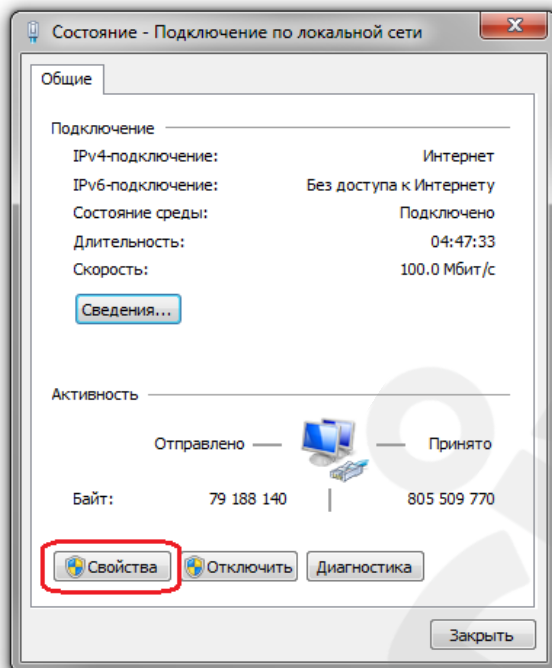 Состояние - Подключение по локальной сети
Общие
Подключение
IPv4-подключение: Интернет
IPv6-подключение: Без доступа к Интернету
Состояние среды: Подключено
Длительность: 04:47:33
Скорость: 100.0 Мбит/с
Сведения...
Активность
Отправлено — Принято
Байт: 79 188 140 805 509 770
Свойства Отключить Диагностика
Закрыть